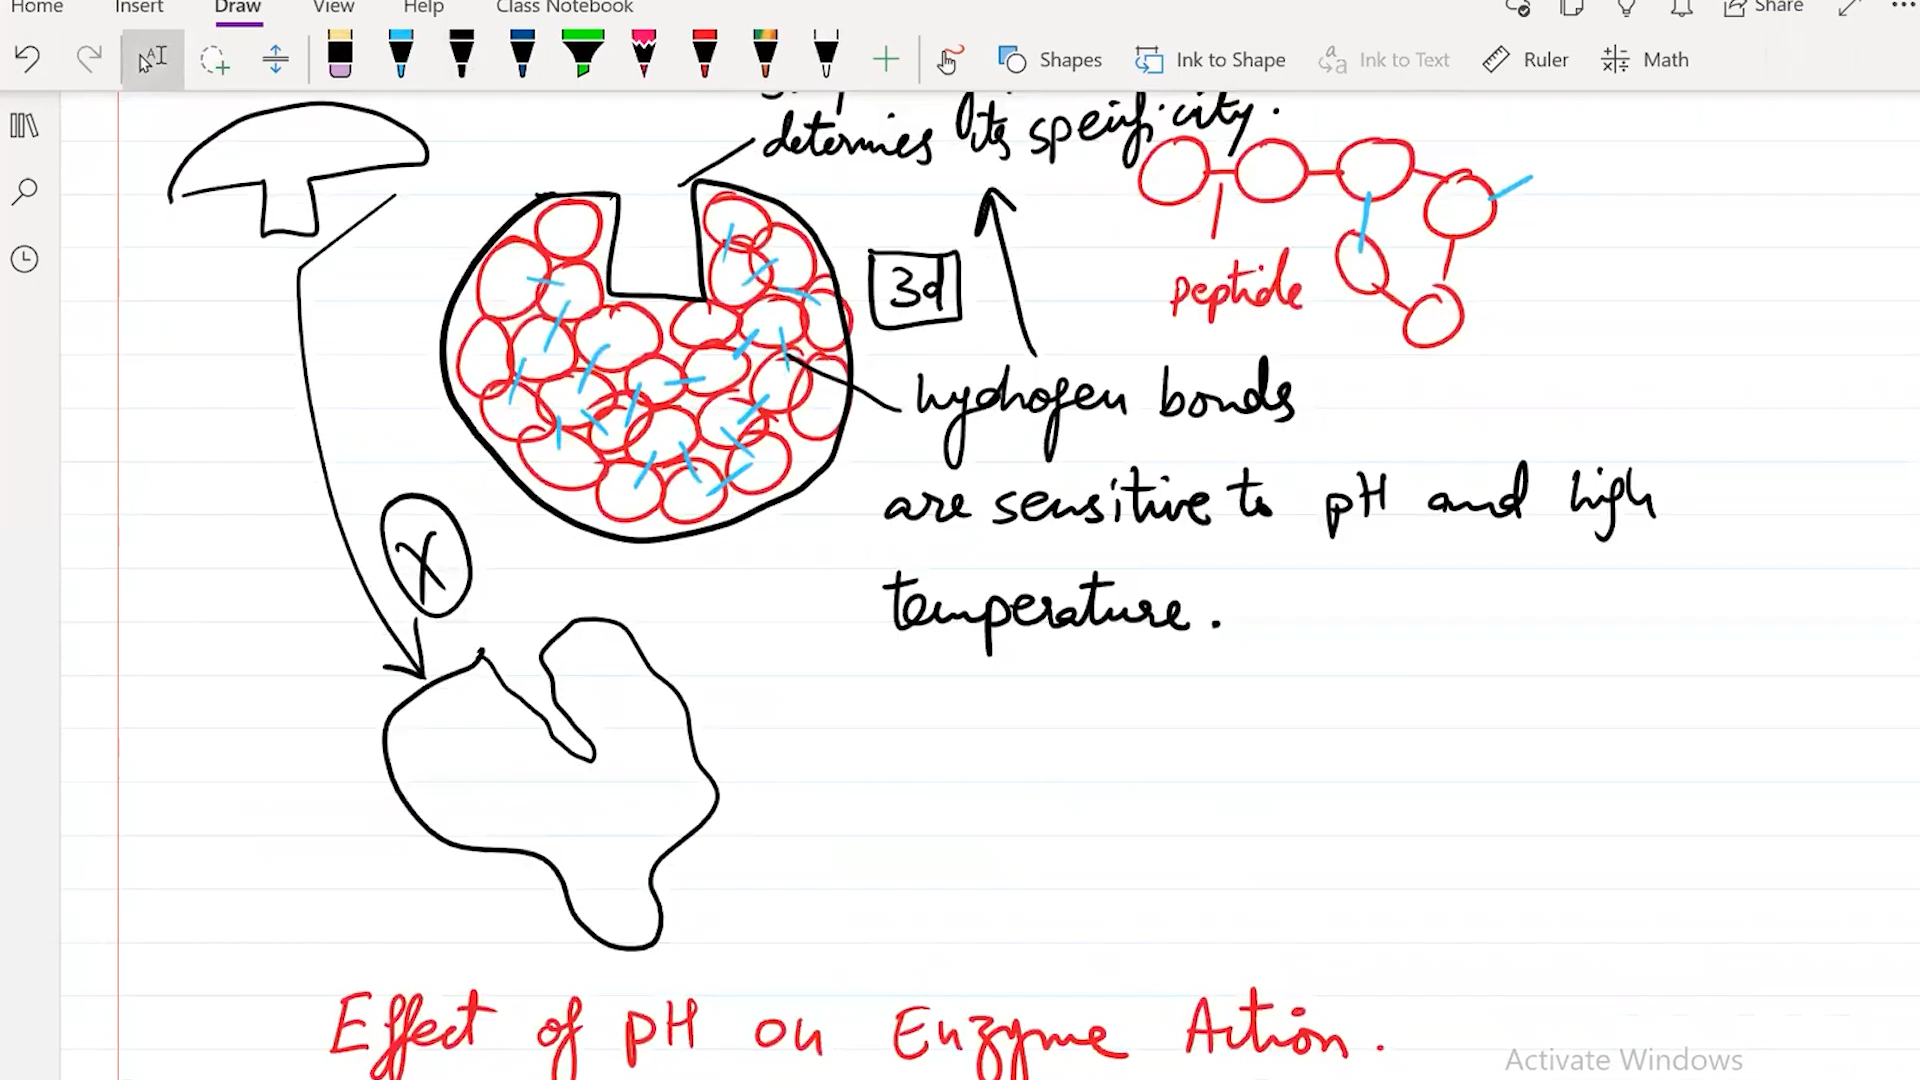 Home Insert Draw View Help Class Notebook Share
Shapes Ink to Shape Ink to Text Ruler Math
determies its specificity.
3d
peptide
hydrogen bonds
are sensitive to pH and high
temperature.
X
Effect of pH on Enzyme Action.
Activate Windows